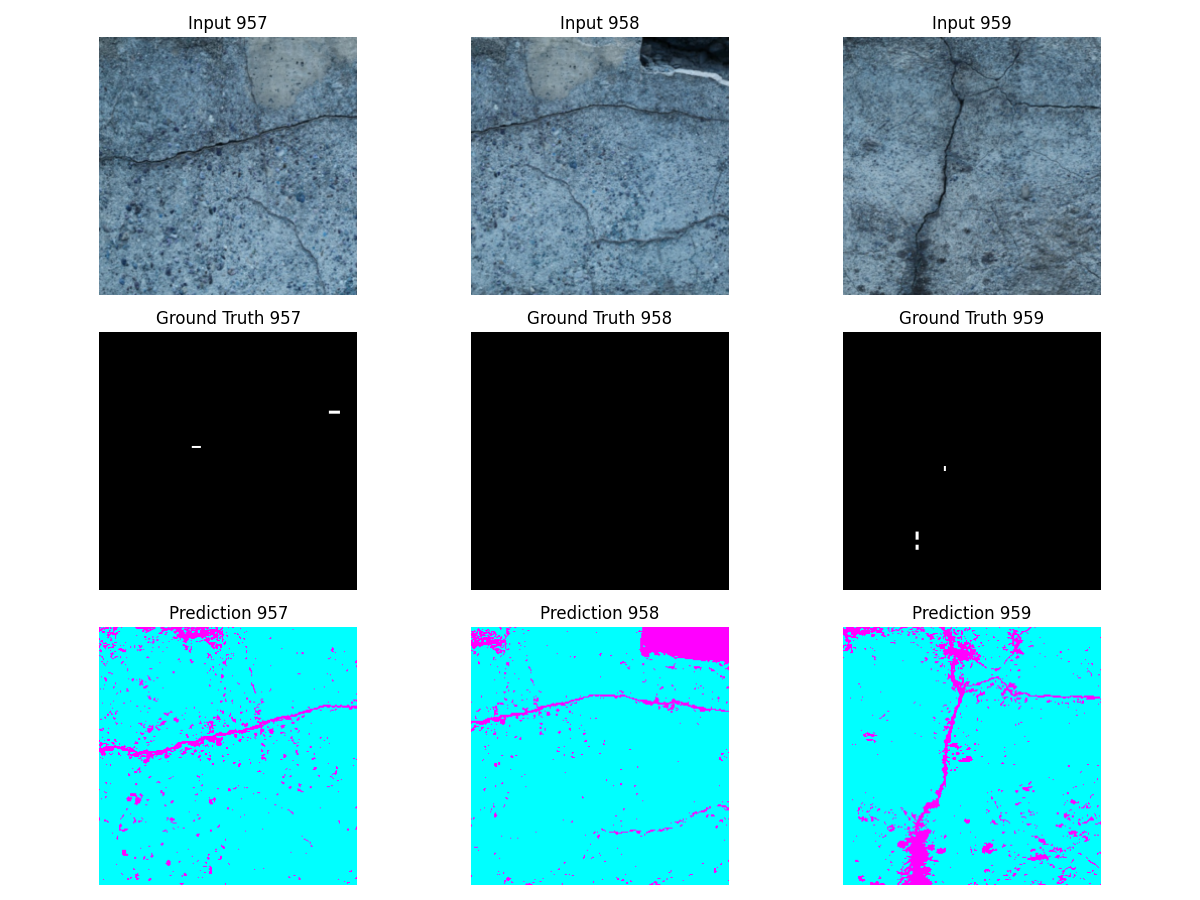 Input 957
Input 958
Input 959
Ground Truth 957
Ground Truth 958
Ground Truth 959
Prediction 957
Prediction 958
Prediction 959